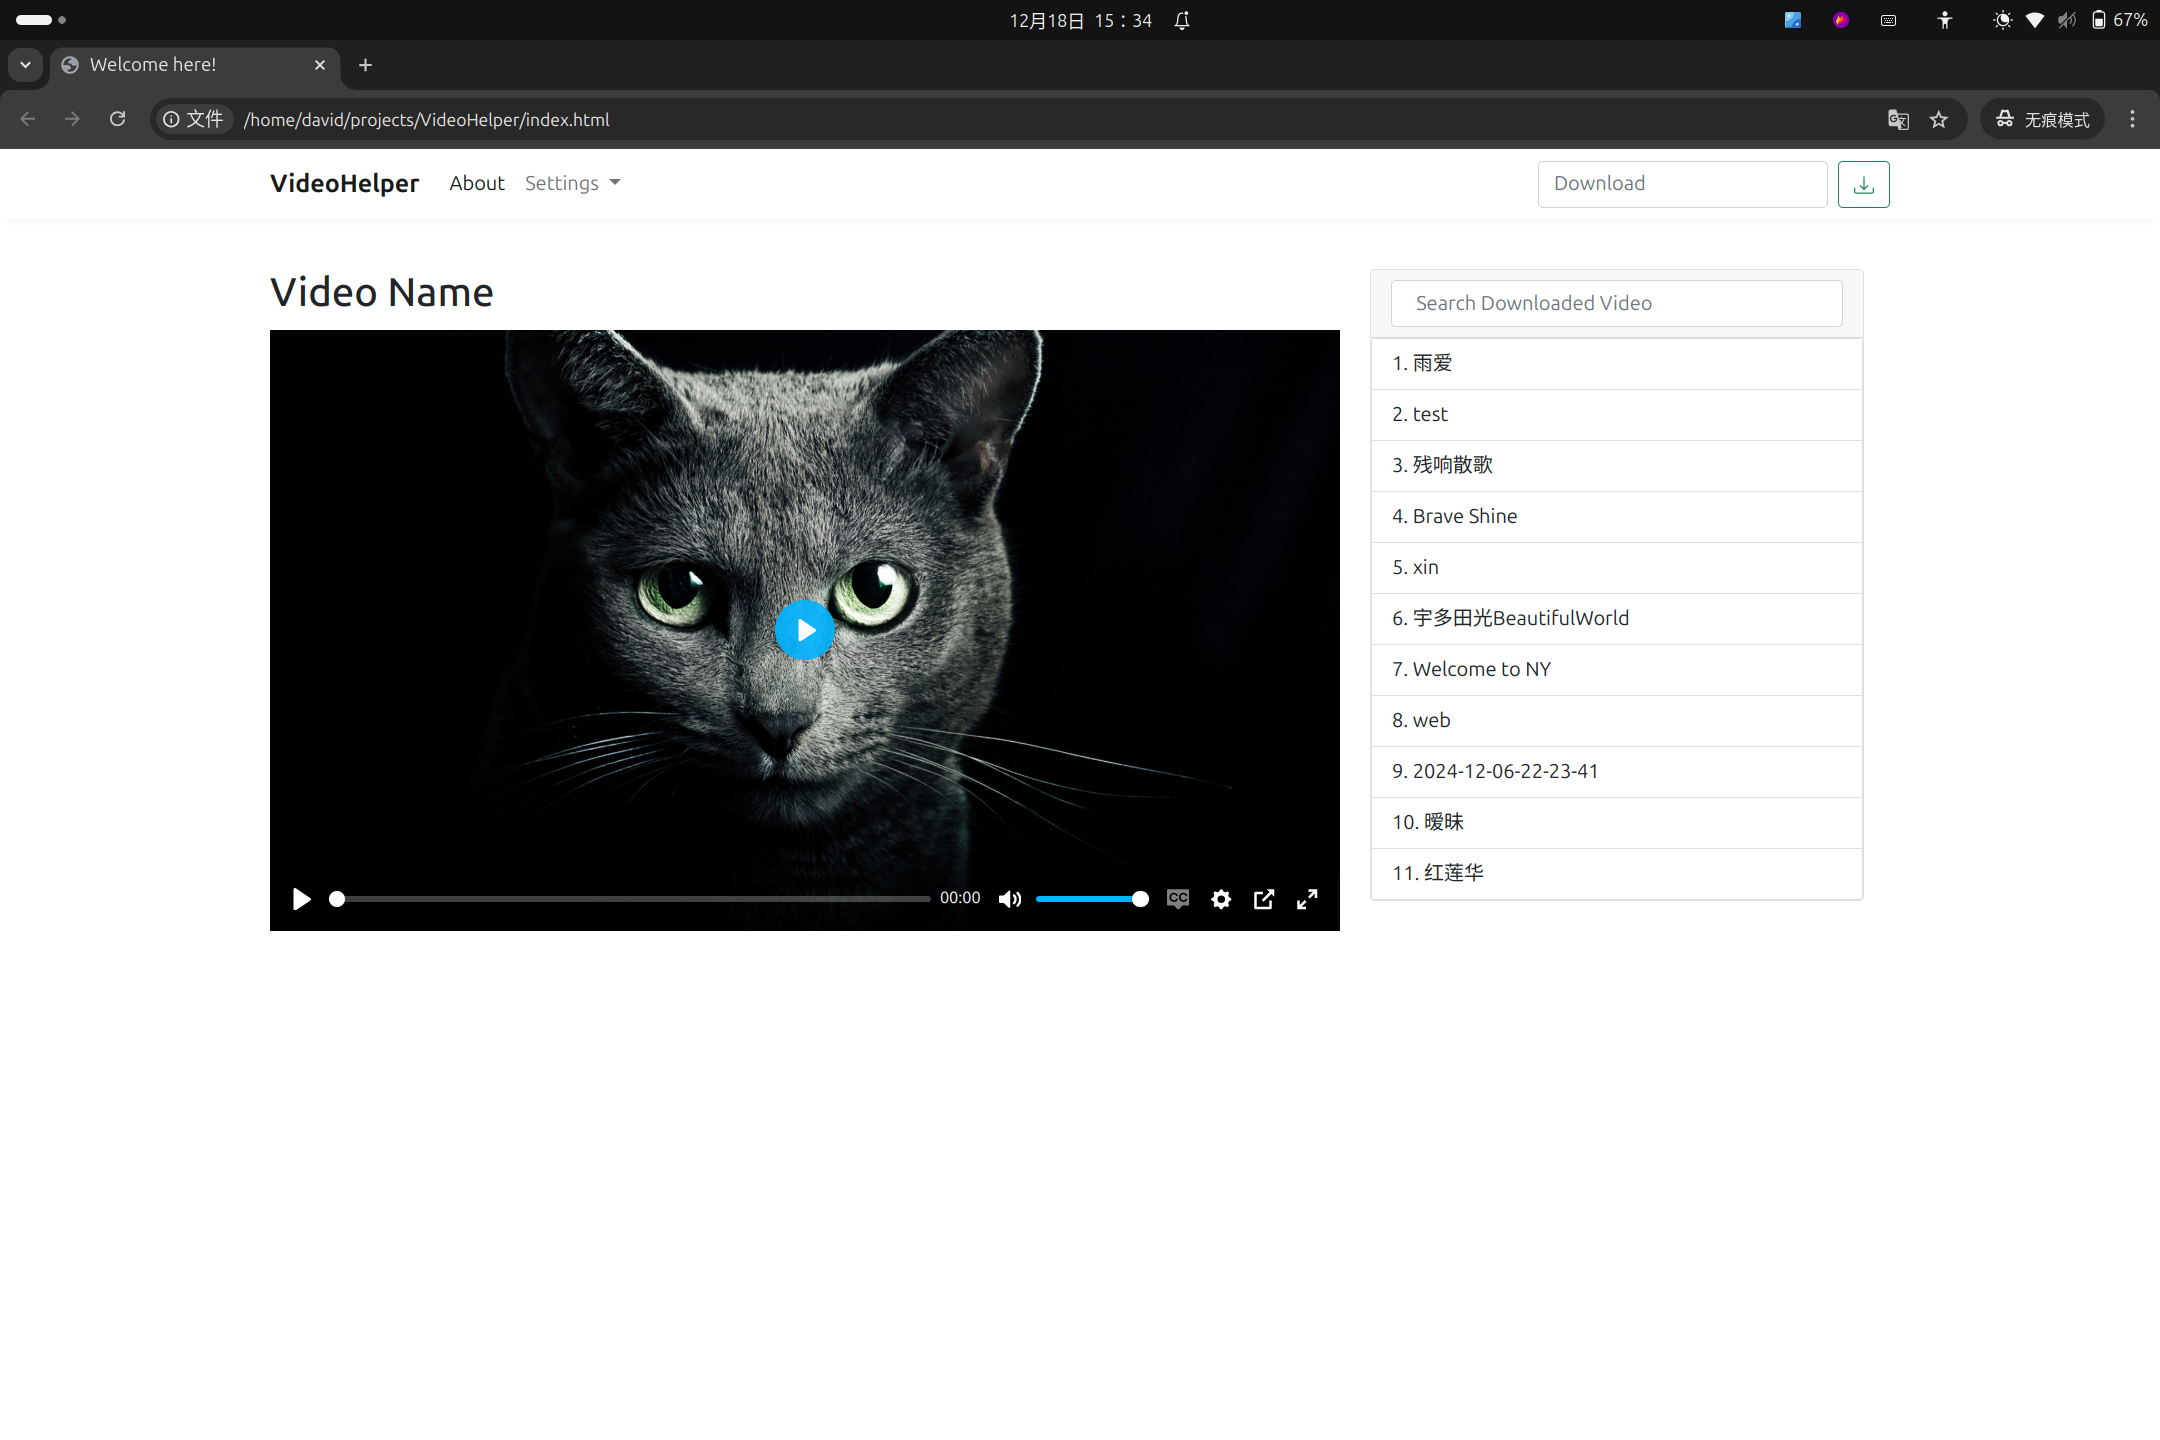 12月18日 15：34
67%
Welcome here!
文件 /home/david/projects/VideoHelper/index.html
无痕模式
VideoHelper About Settings Download
Video Name
Search Downloaded Video
1. 雨爱
2. test
3. 残响散歌
4. Brave Shine
5. xin
6. 宇多田光BeautifulWorld
7. Welcome to NY
8. web
9. 2024-12-06-22-23-41
10. 暧昧
11. 红莲华
00:00
CC